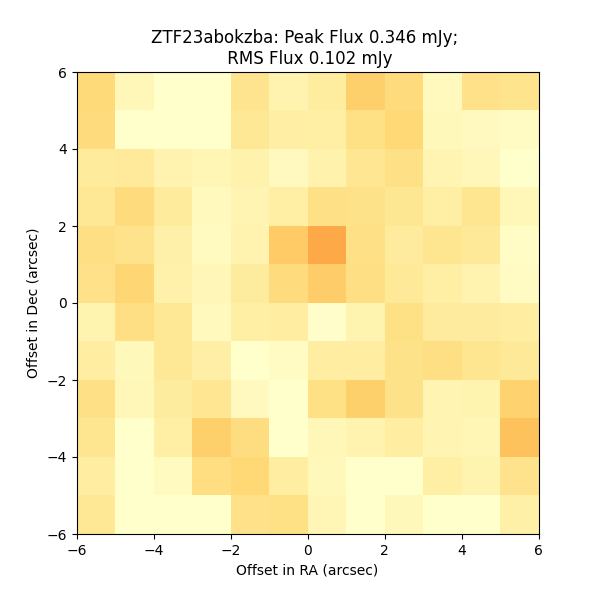 ZTF23abokzba: Peak Flux 0.346 mJy;
RMS Flux 0.102 mJy
6
4
2
0
−2
−4
−6
Offset in Dec (arcsec)
−6 −4 −2 0 2 4 6
Offset in RA (arcsec)